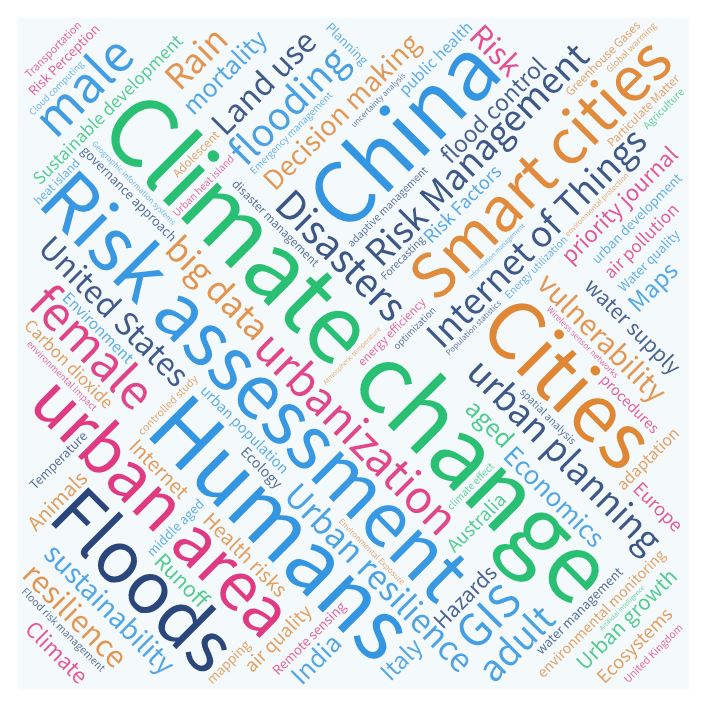 Transportation
Risk Perception
Cloud computing
male
Sustainable development
Rain
mortality
Land use
flooding
Planning
Emergency management
Decision making
uncertainty analysis
public health
China
Risk
flood control
Risk Management
Smart cities
Greenhouse Gases
Global warming
Particulate Matter
Agriculture
heat island
governance approach
Geographic information systems
Adolescent
Urban heat island
disaster management
Climate change
Disasters
adaptive management
Forecasting
Risk Factors
information management
Internet of Things
Energy utilization
environmental protection
priority journal
urban development
air pollution
Water quality
Maps
Risk assessment
big data
United States
Environment
female
Carbon dioxide
environmental impact
controlled study
urbanization
Atmospheric temperature
energy efficiency
optimization
Population statistics
Cities
vulnerability
Wireless sensor networks
procedures
water supply
urban planning
Spatial analysis
adaptation
Europe
aged
Economics
climate effect
Australia
urban area
Humans
urban population
Ecology
Internet
Temperature
Animals
Floods
middle aged
Health risks
Runoff
Urban resilience
Environmental Exposure
Hazards
GIS
adult
water management
environmental monitoring
Artificial intelligence
Urban growth
Ecosystems
United Kingdom
sustainability
resilience
Flood risk management
Climate
mapping
air quality
Remote sensing
India
Italy